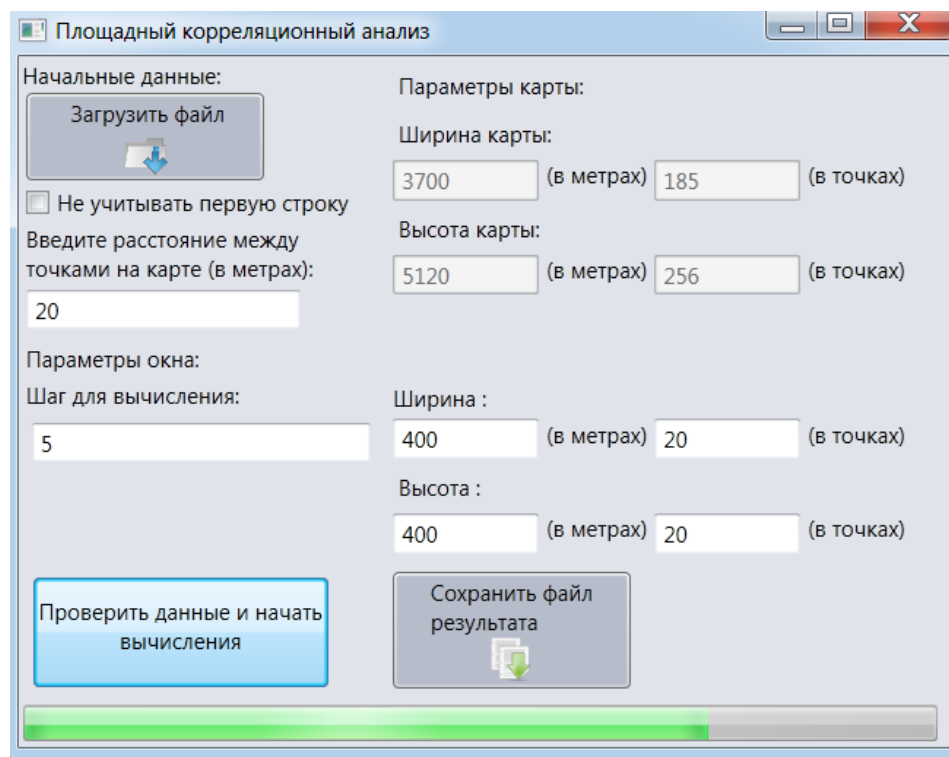 Площадный корреляционный анализ
Начальные данные:
Загрузить файл
Не учитывать первую строку
Введите расстояние между
точками на карте (в метрах):
20
Параметры карты:
Ширина карты:
3700 (в метрах) 185 (в точках)
Высота карты:
5120 (в метрах) 256 (в точках)
Параметры окна:
Шаг для вычисления:
5
Ширина :
400 (в метрах) 20 (в точках)
Высота :
400 (в метрах) 20 (в точках)
Проверить данные и начать
вычисления
Сохранить файл
результата